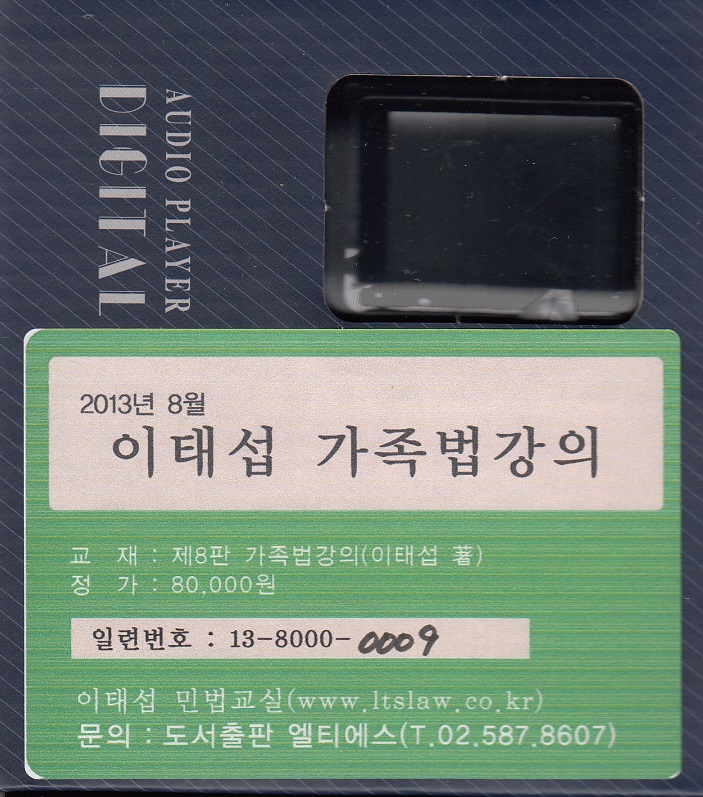 AUDIO PLAYER
DIGITAL
2013년 8월
이태섭 가족법강의
교 재 : 제8판 가족법강의(이태섭 著)
정 가 : 80,000원
일련번호 : 13-8000-0009
이태섭 민법교실(www.ltslaw.co.kr)
문의 : 도서출판 엘티에스(T.02.587.8607)